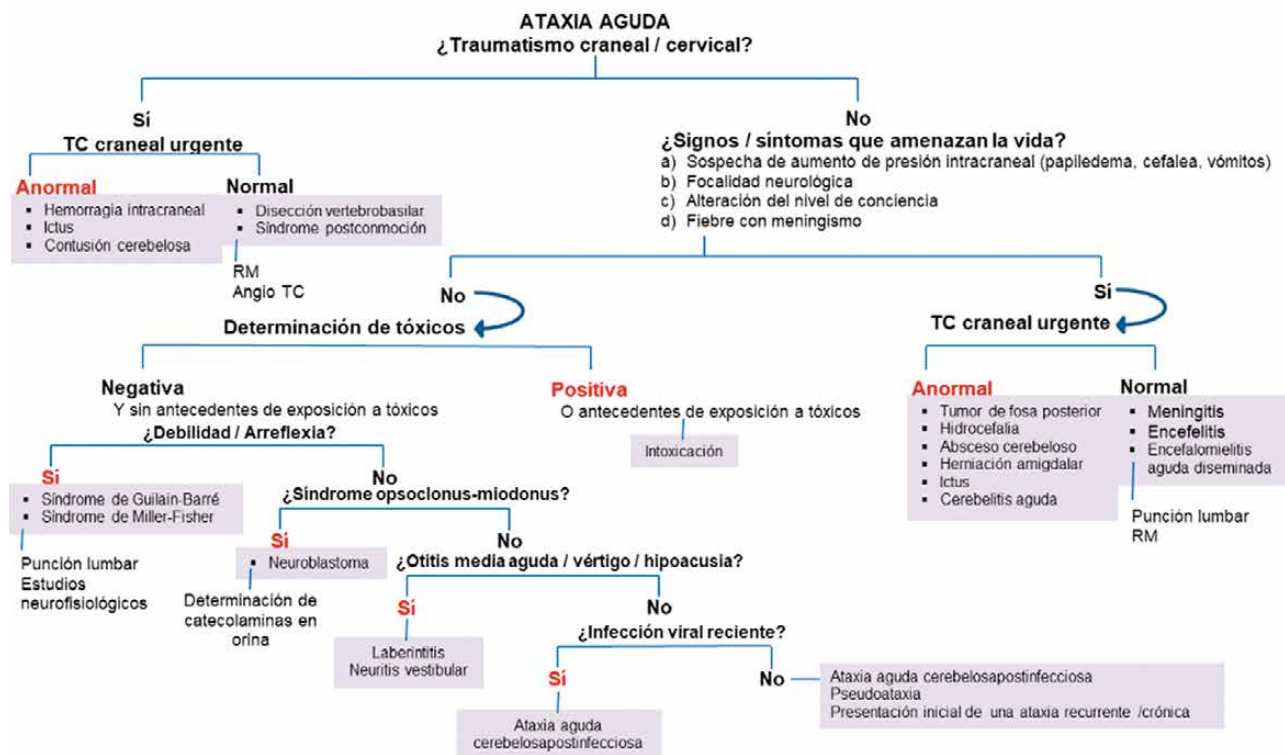 ATAXIA AGUDA
¿Traumatismo craneal / cervical?
Sí
TC craneal urgente
Anormal
▪ Hemorragia intracraneal
▪ Ictus
▪ Contusión cerebelosa
Normal
▪ Disección vertebrobasilar
▪ Síndrome postconmoción
RM
Angio TC
No
¿Signos / síntomas que amenazan la vida?
a) Sospecha de aumento de presión intracraneal (papiledema, cefalea, vómitos)
b) Focalidad neurológica
c) Alteración del nivel de conciencia
d) Fiebre con meningismo
No
Determinación de tóxicos
Negativa
Y sin antecedentes de exposición a tóxicos
¿Debilidad / Arreflexia?
Sí
▪ Síndrome de Guilain-Barré
▪ Síndrome de Miller-Fisher
Punción lumbar
Estudios
neurofisiológicos
No
¿Síndrome opsoclonus-miodonus?
Sí
▪ Neuroblastoma
Determinación de
catecolaminas en
orina
No
¿Otitis media aguda / vértigo / hipoacusia?
Sí
Laberintitis
Neuritis vestibular
No
¿Infección viral reciente?
Sí
Ataxia aguda
cerebelosapostinfecciosa
No
Ataxia aguda cerebelosapostinfecciosa
Pseudoataxia
Presentación inicial de una ataxia recurrente /crónica
Positiva
O antecedentes de exposición a tóxicos
Intoxicación
Sí
TC craneal urgente
Anormal
▪ Tumor de fosa posterior
▪ Hidrocefalia
▪ Absceso cerebeloso
▪ Herniación amigdalar
▪ Ictus
▪ Cerebelitis aguda
Normal
▪ Meningitis
▪ Encefelitis
▪ Encefalomielitis
aguda diseminada
Punción lumbar
RM